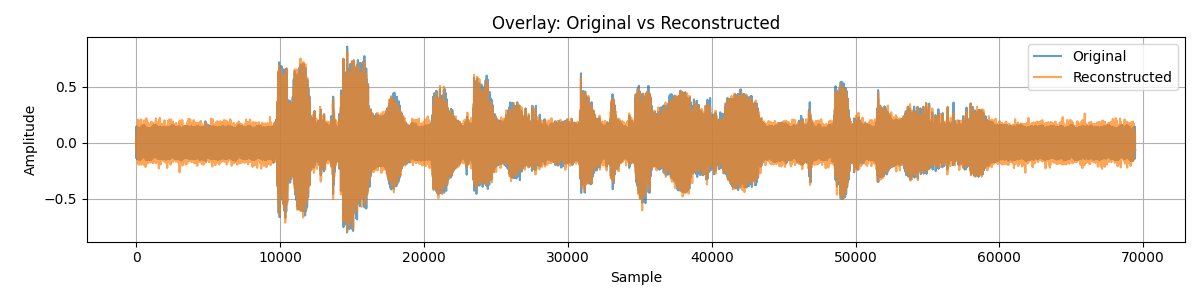 Overlay: Original vs Reconstructed
Original
Reconstructed
Amplitude
0.5
0.0
−0.5
0 10000 20000 30000 40000 50000 60000 70000
Sample